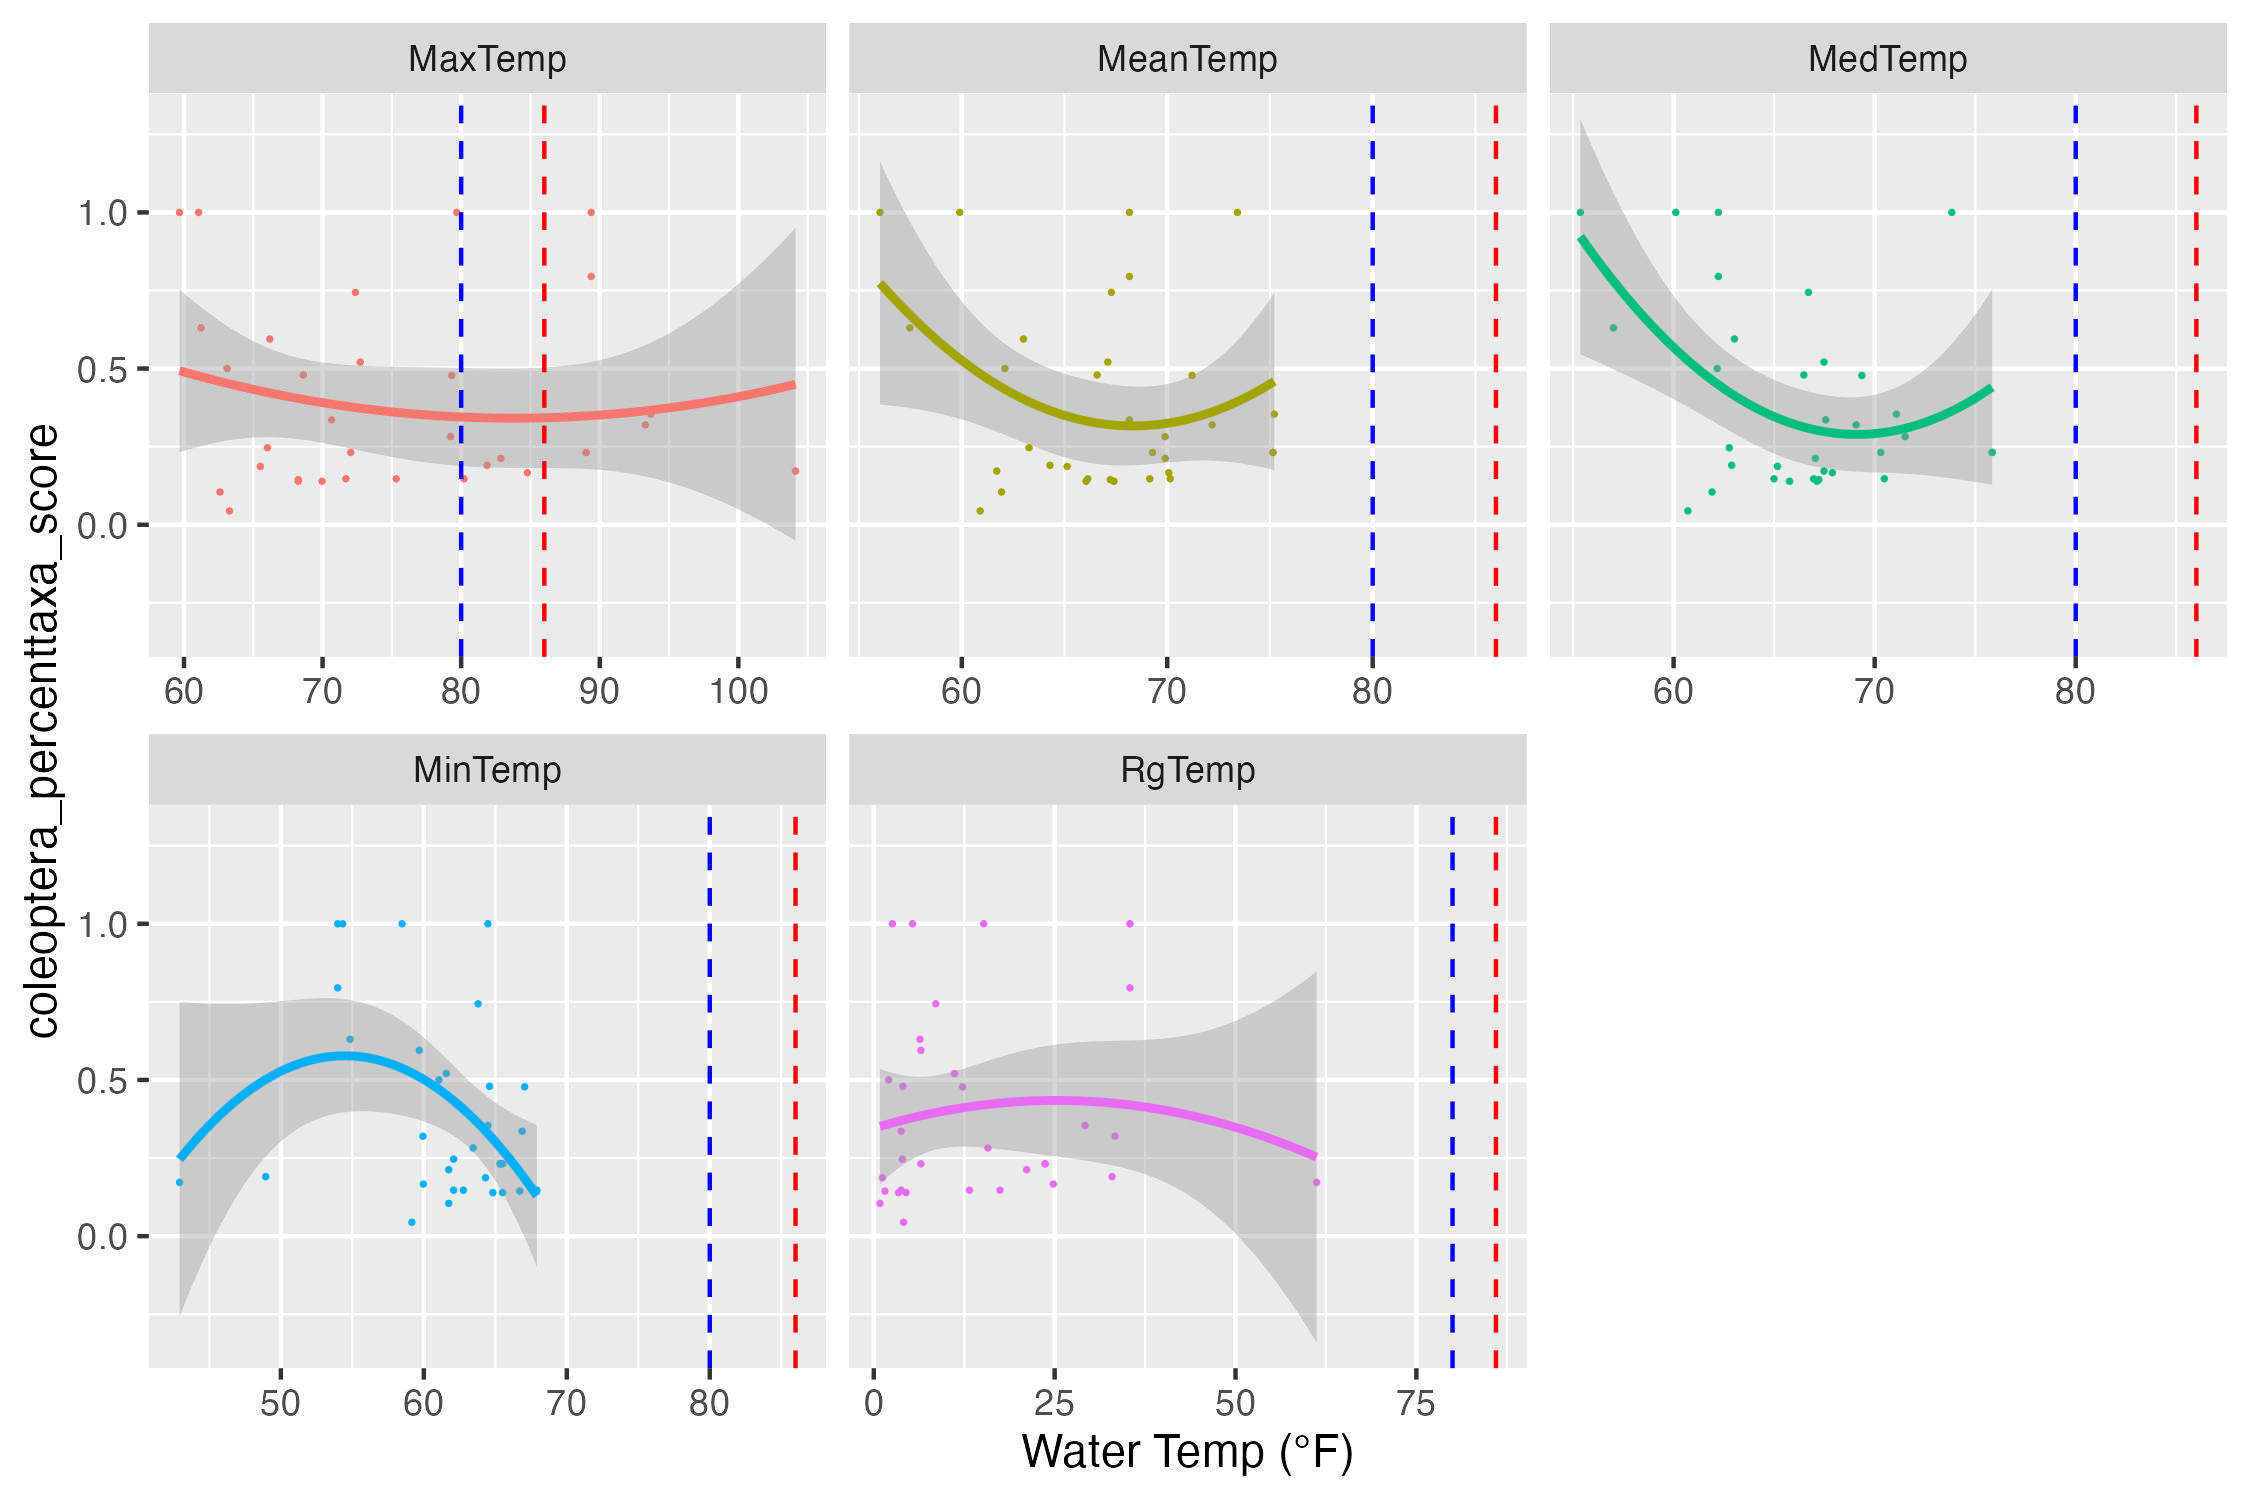 MaxTemp MeanTemp MedTemp
1.0
0.5
0.0
60 70 80 90 100 60 70 80 60 70 80
coleoptera_percenttaxa_score
MinTemp RgTemp
1.0
0.5
0.0
50 60 70 80 0 25 50 75
Water Temp (°F)